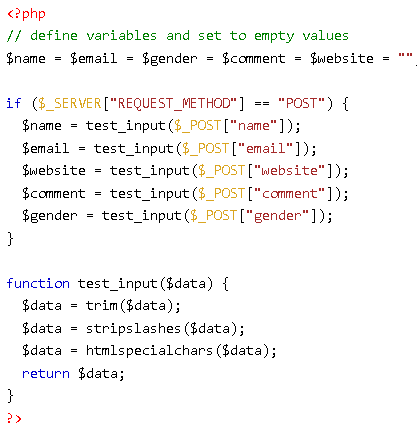 <?php
// define variables and set to empty values
$name = $email = $gender = $comment = $website = "";

if ($_SERVER["REQUEST_METHOD"] == "POST") {
  $name = test_input($_POST["name"]);
  $email = test_input($_POST["email"]);
  $website = test_input($_POST["website"]);
  $comment = test_input($_POST["comment"]);
  $gender = test_input($_POST["gender"]);
}

function test_input($data) {
  $data = trim($data);
  $data = stripslashes($data);
  $data = htmlspecialchars($data);
  return $data;
}
?>